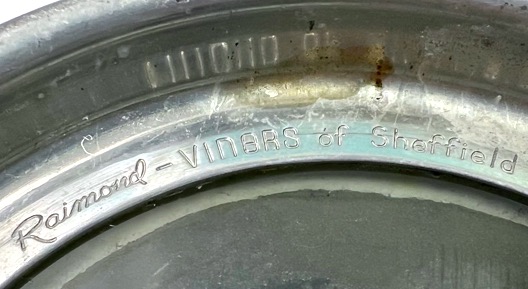 Raimond - VINERS of Sheffield